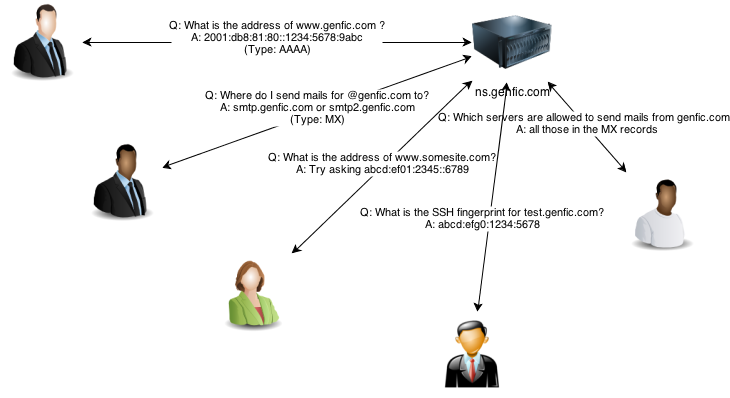 Q: What is the address of www.genfic.com ?
A: 2001:db8:81:80::1234:5678:9abc
(Type: AAAA)
ns.genfic.com
Q: Where do I send mails for @genfic.com to?
A: smtp.genfic.com or smtp2.genfic.com
(Type: MX)
Q: Which servers are allowed to send mails from genfic.com
A: all those in the MX records
Q: What is the address of www.somesite.com?
A: Try asking abcd:ef01:2345::6789
Q: What is the SSH fingerprint for test.genfic.com?
A: abcd:efg0:1234:5678